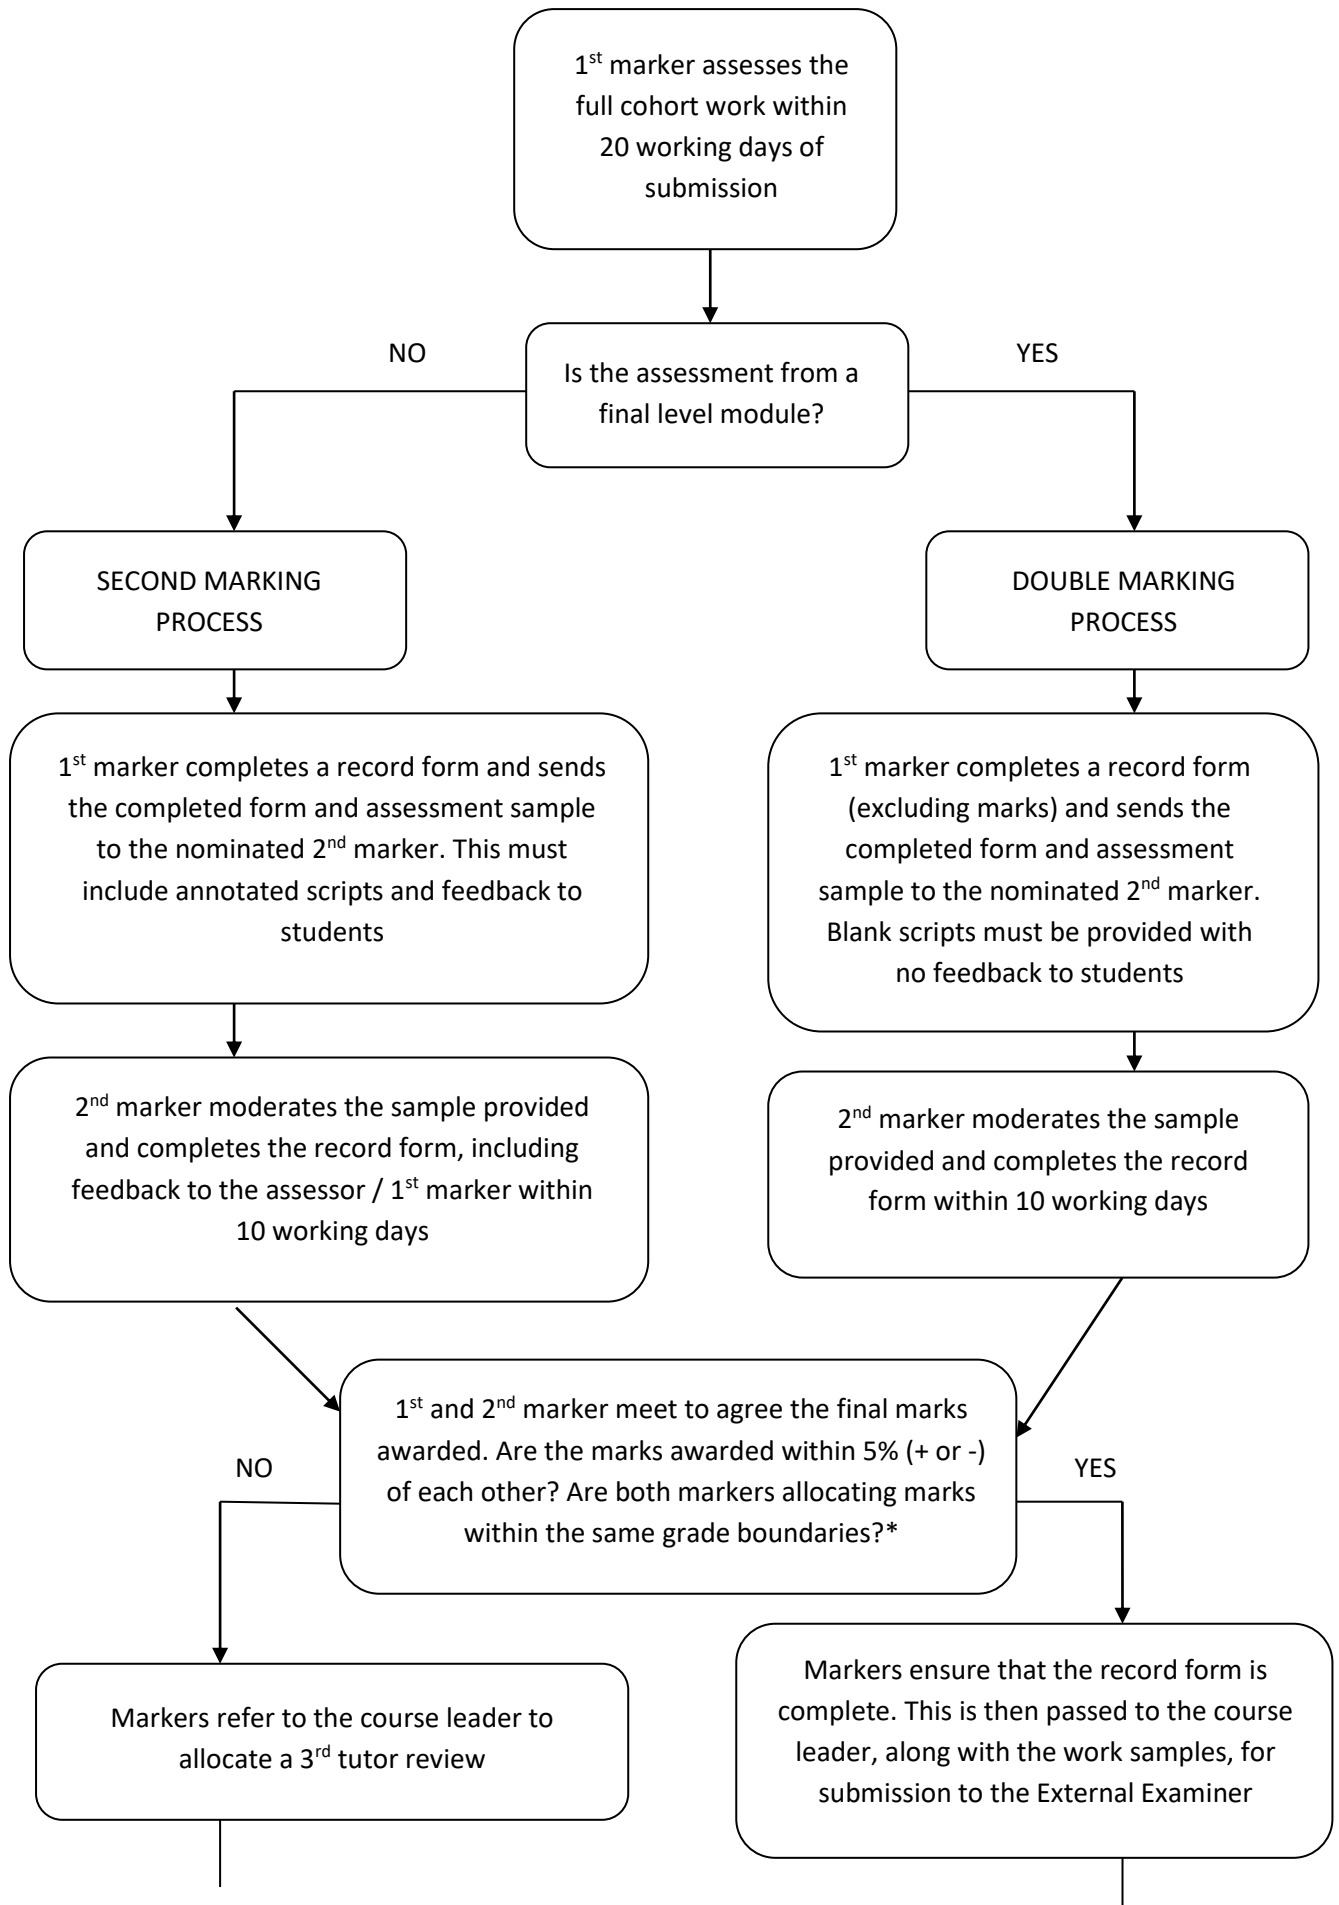 1st marker assesses the
full cohort work within
20 working days of
submission
NO
YES
Is the assessment from a
final level module?
SECOND MARKING
PROCESS
DOUBLE MARKING
PROCESS
1st marker completes a record form and sends
the completed form and assessment sample
to the nominated 2nd marker. This must
include annotated scripts and feedback to
students
1st marker completes a record form
(excluding marks) and sends the
completed form and assessment
sample to the nominated 2nd marker.
Blank scripts must be provided with
no feedback to students
2nd marker moderates the sample provided
and completes the record form, including
feedback to the assessor / 1st marker within
10 working days
2nd marker moderates the sample
provided and completes the record
form within 10 working days
1st and 2nd marker meet to agree the final marks
awarded. Are the marks awarded within 5% (+ or -)
of each other? Are both markers allocating marks
within the same grade boundaries?*
NO
YES
Markers refer to the course leader to
allocate a 3rd tutor review
Markers ensure that the record form is
complete. This is then passed to the course
leader, along with the work samples, for
submission to the External Examiner